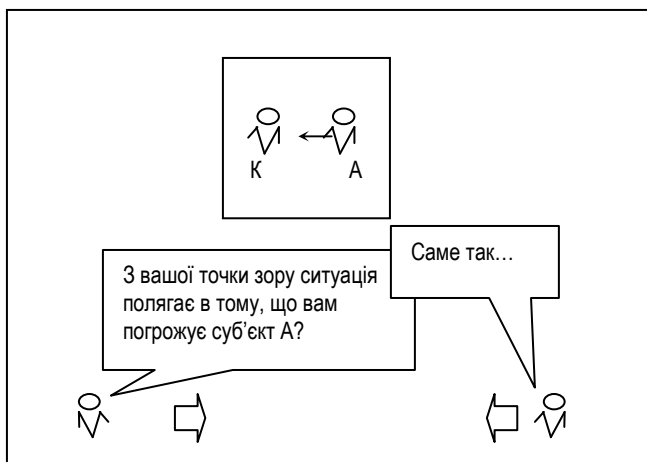 К А
З вашої точки зору ситуація
полягає в тому, що вам
погрожує суб’єкт А?
Саме так…